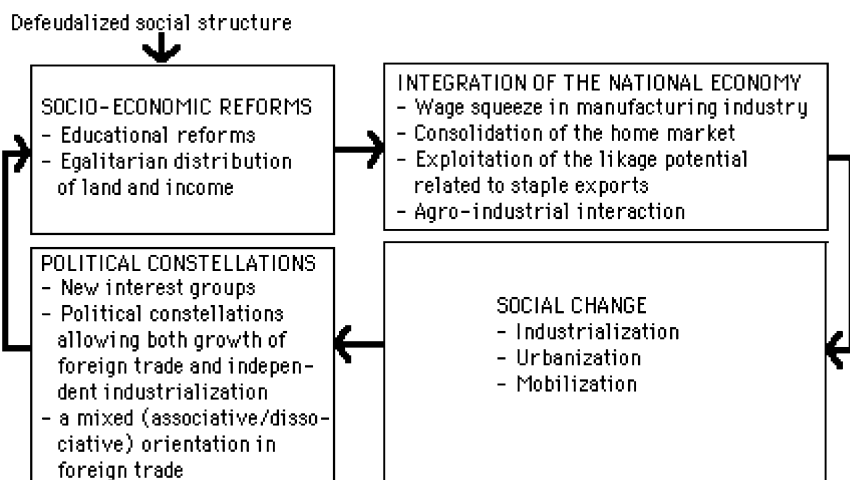 Defeudalized social structure
SOCIO-ECONOMIC REFORMS
- Educational reforms
- Egalitarian distribution
of land and income
INTEGRATION OF THE NATIONAL ECONOMY
- Wage squeeze in manufacturing industry
- Consolidation of the home market
- Exploitation of the likage potential
related to staple exports
- Agro-industrial interaction
SOCIAL CHANGE
- Industrialization
- Urbanization
- Mobilization
POLITICAL CONSTELLATIONS
- New interest groups
- Political constellations
allowing both growth of
foreign trade and indepen-
dent industrialization
- a mixed (associative/disso-
ciative) orientation in
foreign trade